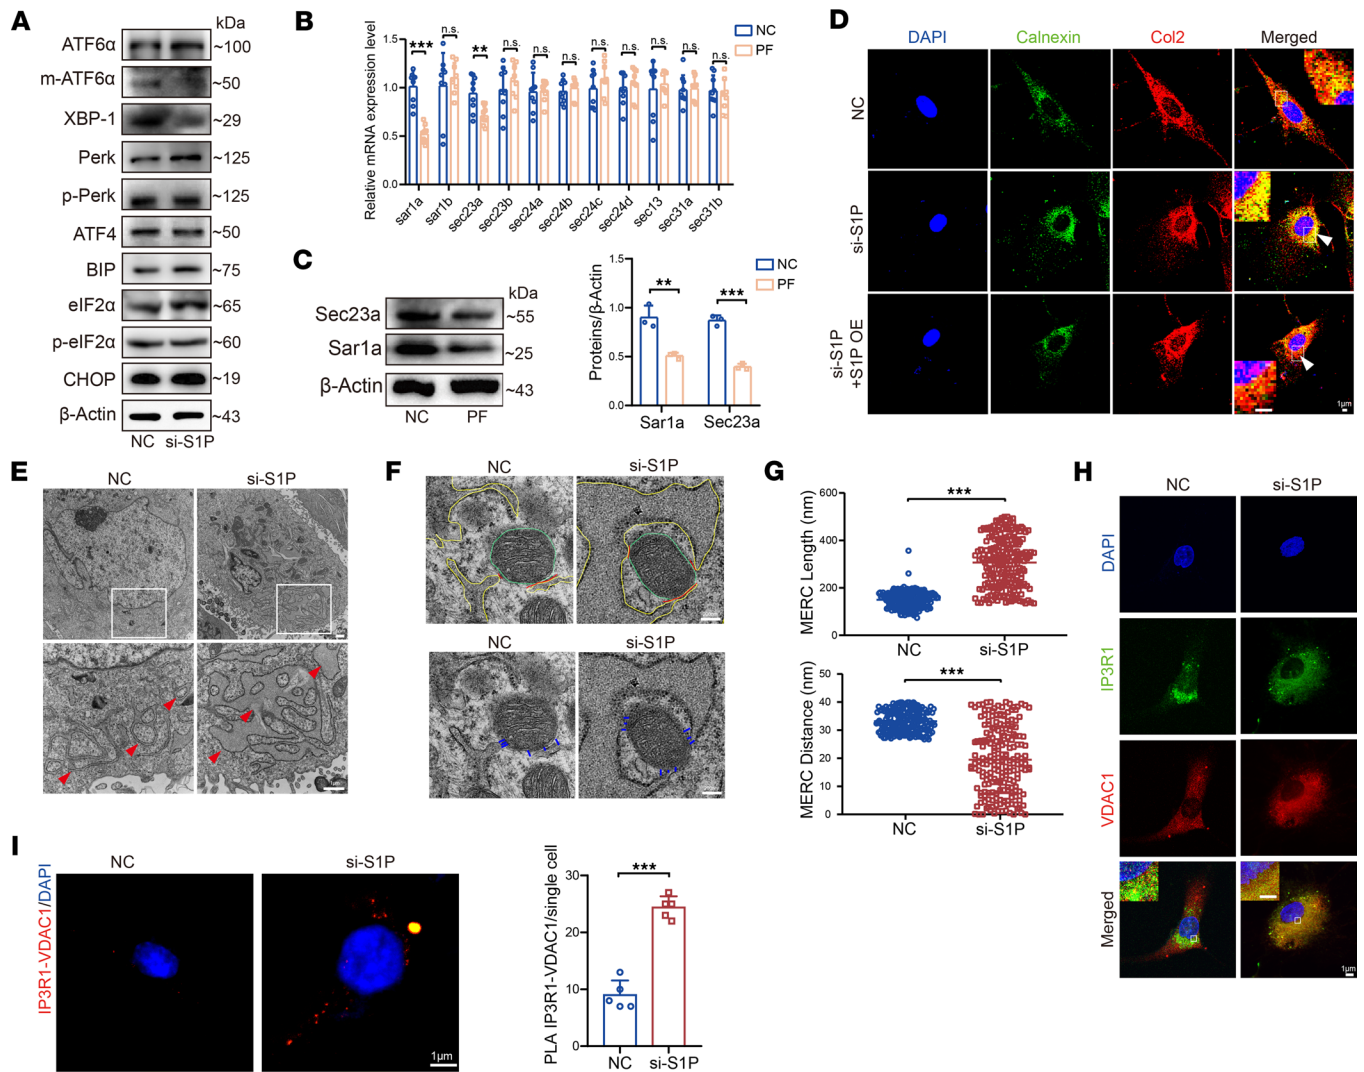 A
kDa
ATF6α
~100
m-ATF6α
~50
XBP-1
~29
Perk
~125
p-Perk
~125
ATF4
~50
BIP
~75
eIF2α
~65
p-eIF2α
~60
CHOP
~19
β-Actin
~43
NC si-S1P
B
Relative mRNA expression level
1.5
1.0
0.5
0.0
*** n.s. ** n.s. n.s. n.s. n.s. n.s. n.s. n.s. n.s.
NC
PF
sar1a sar1b sec23a sec23b sec24a sec24b sec24c sec24d sec13 sec31a sec31b
C
kDa
Sec23a
~55
Sar1a
~25
β-Actin
~43
NC PF
Proteins/β-Actin
1.5
1.0
0.5
0.0
** ***
NC
PF
Sar1a Sec23a
D
DAPI Calnexin Col2 Merged
NC
si-S1P
si-S1P
+S1P OE
1μm
E
NC si-S1P
F
NC si-S1P
NC si-S1P
G
MERC Length (nm)
600
400
200
0
***
NC si-S1P
MERC Distance (nm)
50
40
30
20
10
0
***
NC si-S1P
H
NC si-S1P
DAPI
IP3R1
VDAC1
Merged
1μm
I
NC si-S1P
IP3R1-VDAC1/DAPI
1μm
PLA IP3R1-VDAC1/single cell
30
20
10
0
***
NC si-S1P